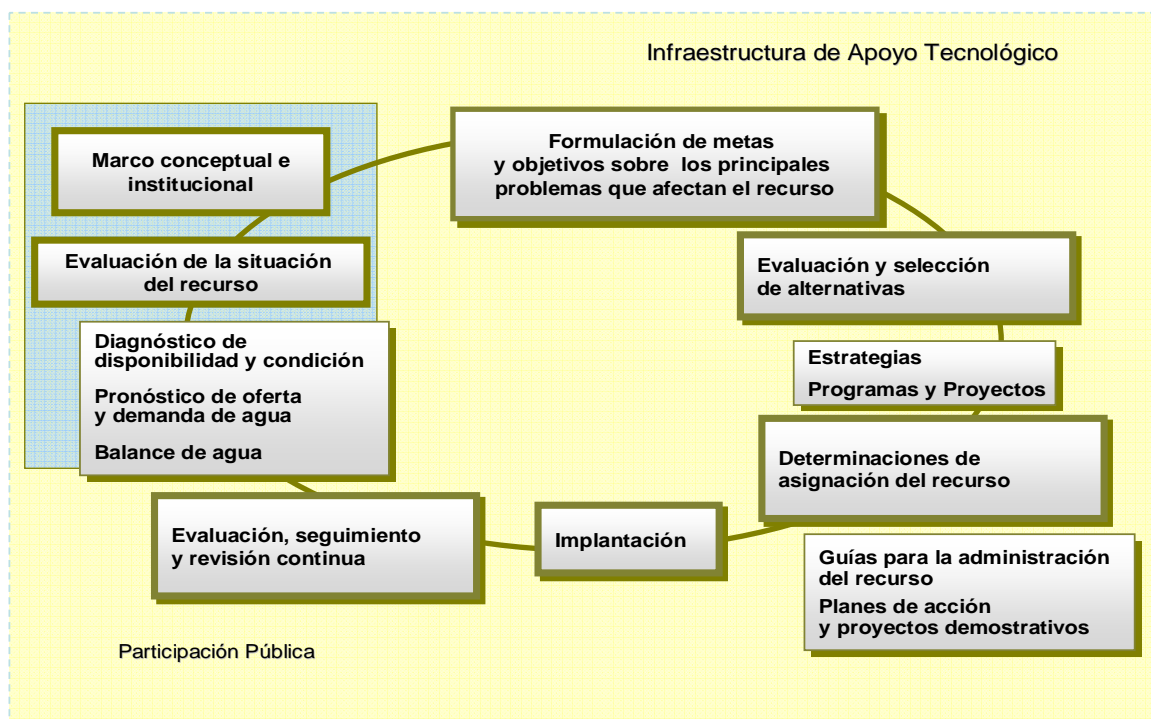 Infraestructura de Apoyo Tecnológico
Marco conceptual e
institucional
Formulación de metas
y objetivos sobre los principales
problemas que afectan el recurso
Evaluación de la situación
del recurso
Evaluación y selección
de alternativas
Diagnóstico de
disponibilidad y condición
Pronóstico de oferta
y demanda de agua
Balance de agua
Estrategias
Programas y Proyectos
Determinaciones de
asignación del recurso
Evaluación, seguimiento
y revisión continua
Implantación
Guías para la administración
del recurso
Planes de acción
y proyectos demostrativos
Participación Pública